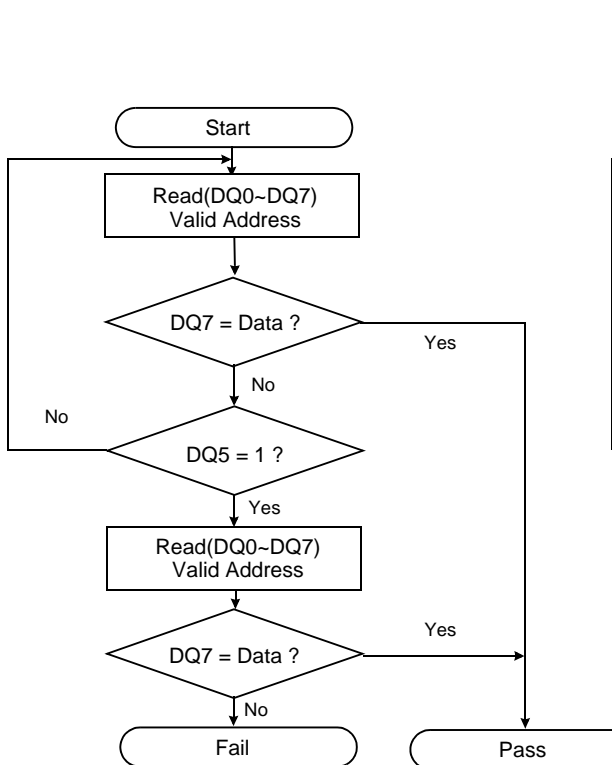 Start
Read(DQ0~DQ7)
Valid Address
DQ7 = Data ?
Yes
No
No
DQ5 = 1 ?
Yes
Read(DQ0~DQ7)
Valid Address
Yes
DQ7 = Data ?
No
Fail
Pass